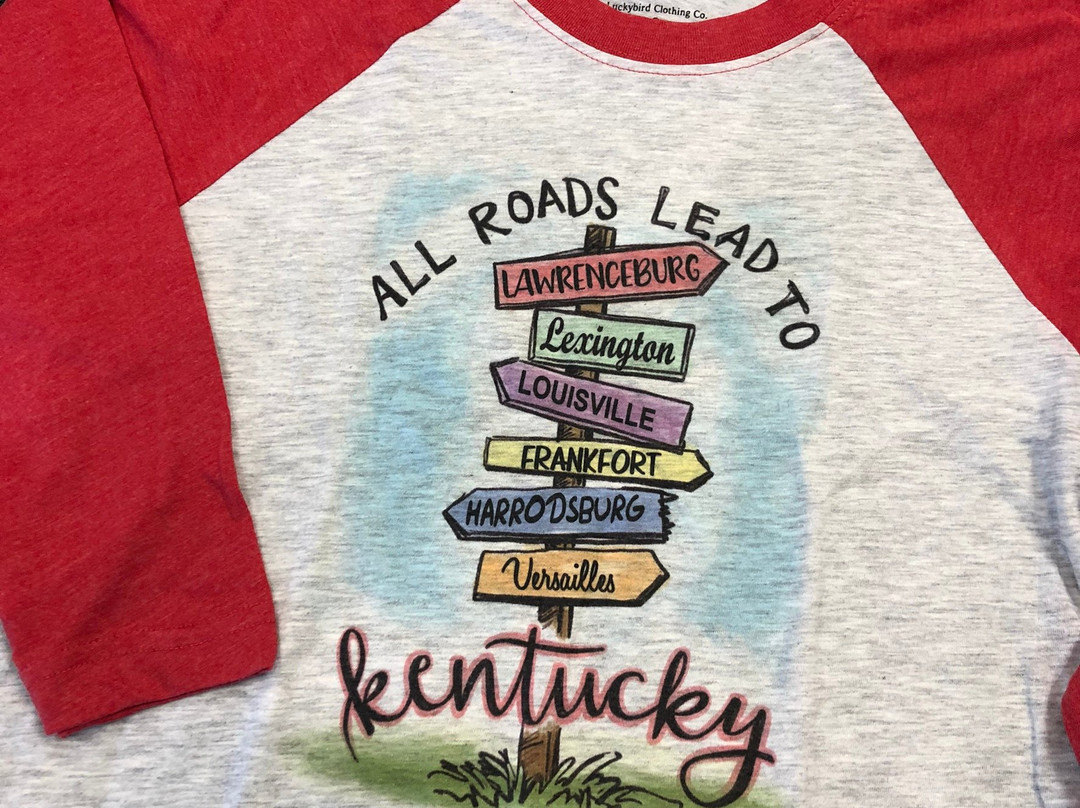 Luckybird Clothing Co.
ALL ROADS LEAD TO
LAWRENCEBURG
Lexington
LOUISVILLE
FRANKFORT
HARRODSBURG
Versailles
kentucky